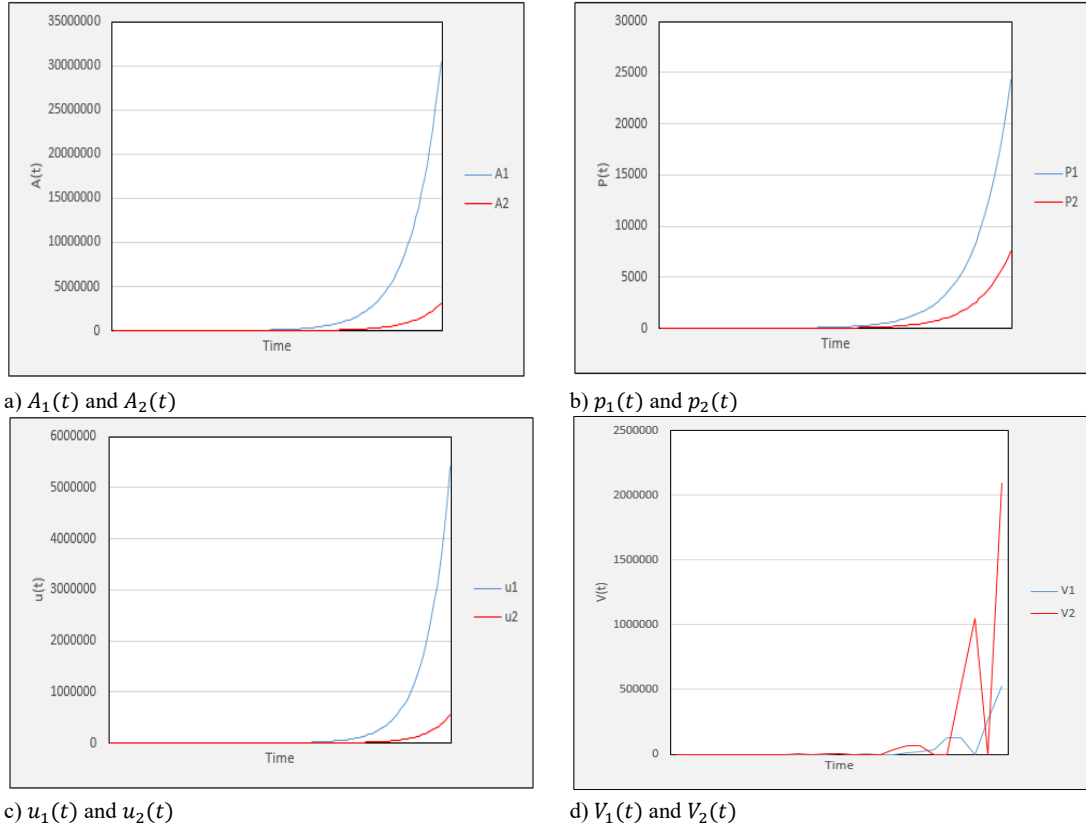 35000000
30000000
25000000
20000000
15000000
10000000
5000000
0
A(t)
Time
A1
A2
a) A₁(t) and A₂(t)
30000
25000
20000
15000
10000
5000
0
P(t)
Time
P1
P2
b) p₁(t) and p₂(t)
6000000
5000000
4000000
3000000
2000000
1000000
0
u(t)
Time
u1
u2
c) u₁(t) and u₂(t)
2500000
2000000
1500000
1000000
500000
0
V(t)
Time
V1
V2
d) V₁(t) and V₂(t)